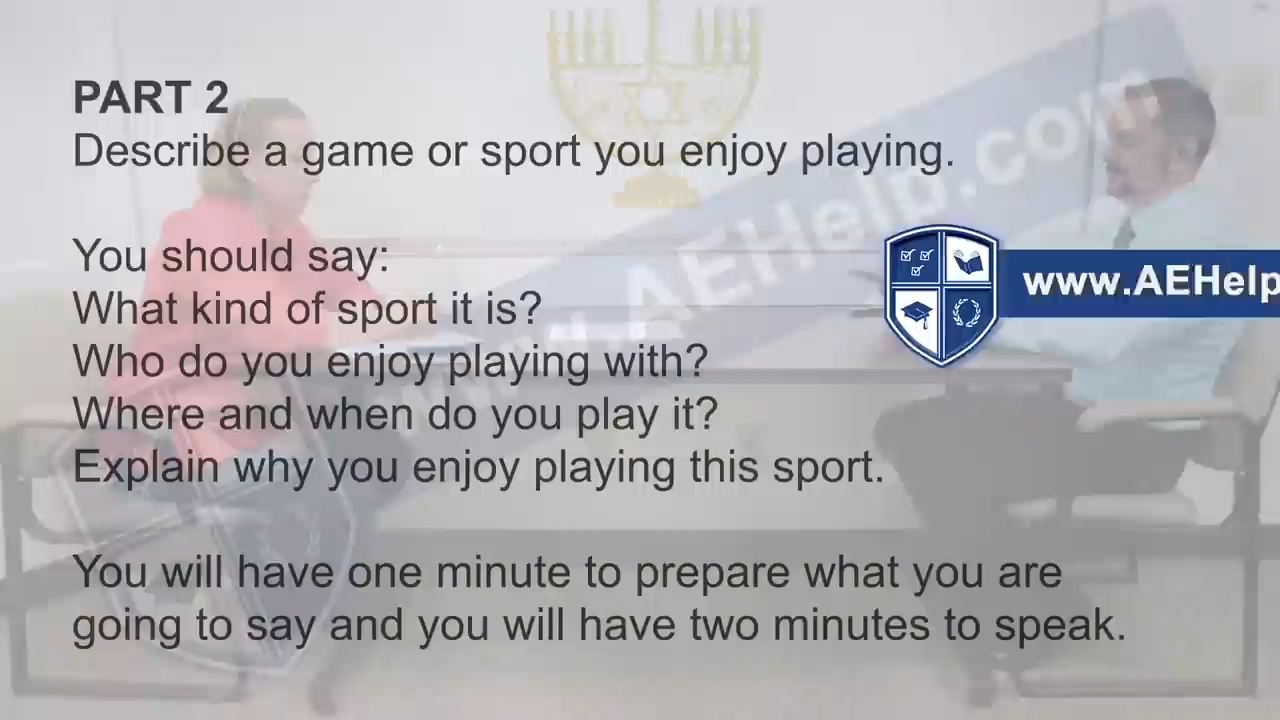 PART 2
Describe a game or sport you enjoy playing.
You should say:
What kind of sport it is?
Who do you enjoy playing with?
Where and when do you play it?
Explain why you enjoy playing this sport.
You will have one minute to prepare what you are
going to say and you will have two minutes to speak.
www.AEHelp
www.AEHelp.com